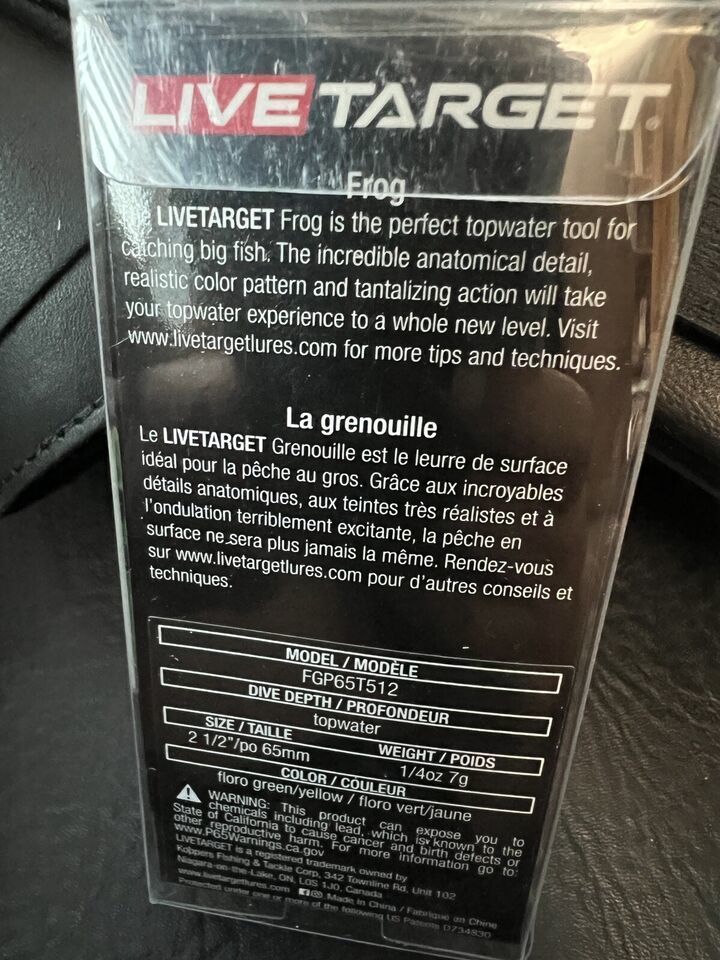 LIVETARGET
Frog
LIVETARGET Frog is the perfect topwater tool for
catching big fish. The incredible anatomical detail,
realistic color pattern and tantalizing action will take
your topwater experience to a whole new level. Visit
www.livetargetlures.com for more tips and techniques.
La grenouille
Le LIVETARGET Grenouille est le leurre de surface
idéal pour la pêche au gros. Grâce aux incroyables
détails anatomiques, aux teintes très réalistes et à
l'ondulation terriblement excitante, la pêche en
surface ne sera plus jamais la même. Rendez-vous
sur www.livetargetlures.com pour d'autres conseils et
techniques.
MODEL / MODÈLE
FGP65T512
DIVE DEPTH / PROFONDEUR
topwater
SIZE / TAILLE WEIGHT / POIDS
2 1/2"/po 65mm 1/4oz 7g
COLOR / COULEUR
floro green/yellow / floro vert/jaune
WARNING: This product can expose you to
chemicals including lead, which is known to the
State of California to cause cancer and birth defects or
other reproductive harm. For more information go to:
www.P65Warnings.ca.gov
LIVETARGET is a registered trademark owned by
Koppers Fishing & Tackle Corp, 342 Townline Rd, Unit 102
Niagara-on-the-Lake, ON, L0S 1J0, Canada
www.livetargetlures.com Made in China / Fabriqué en Chine
Protected under one or more of the following US Patents D734830